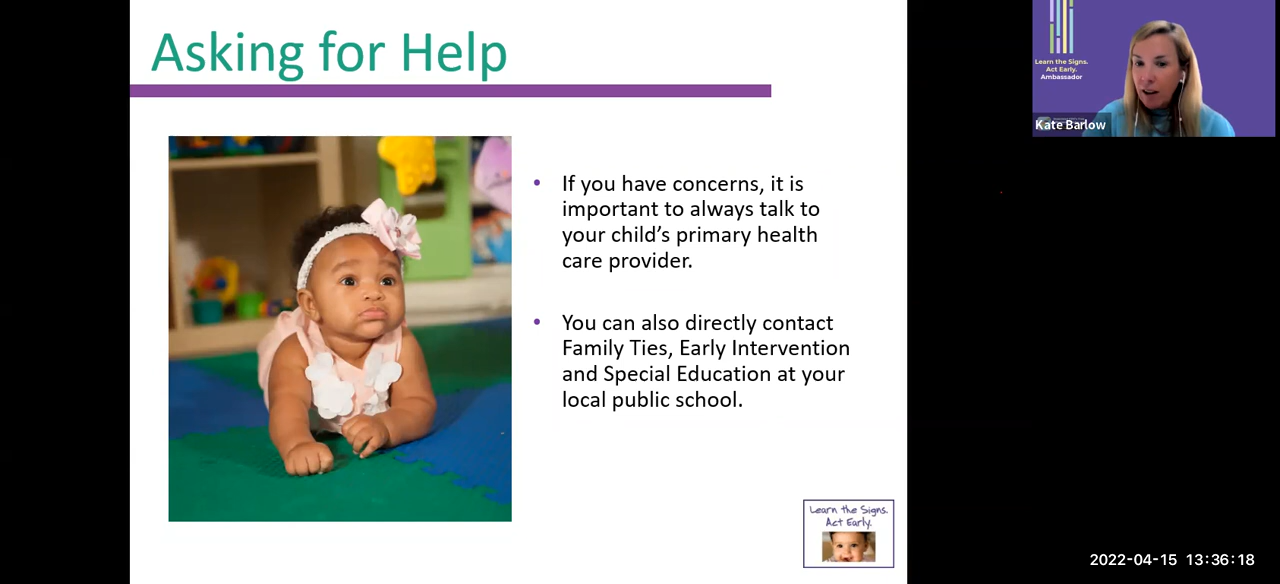 Asking for Help
If you have concerns, it is
important to always talk to
your child’s primary health
care provider.
You can also directly contact
Family Ties, Early Intervention
and Special Education at your
local public school.
Learn the Signs.
Act Early.
Learn the Signs.
Act Early.
Ambassador
Kate Barlow
2022-04-15 13:36:18